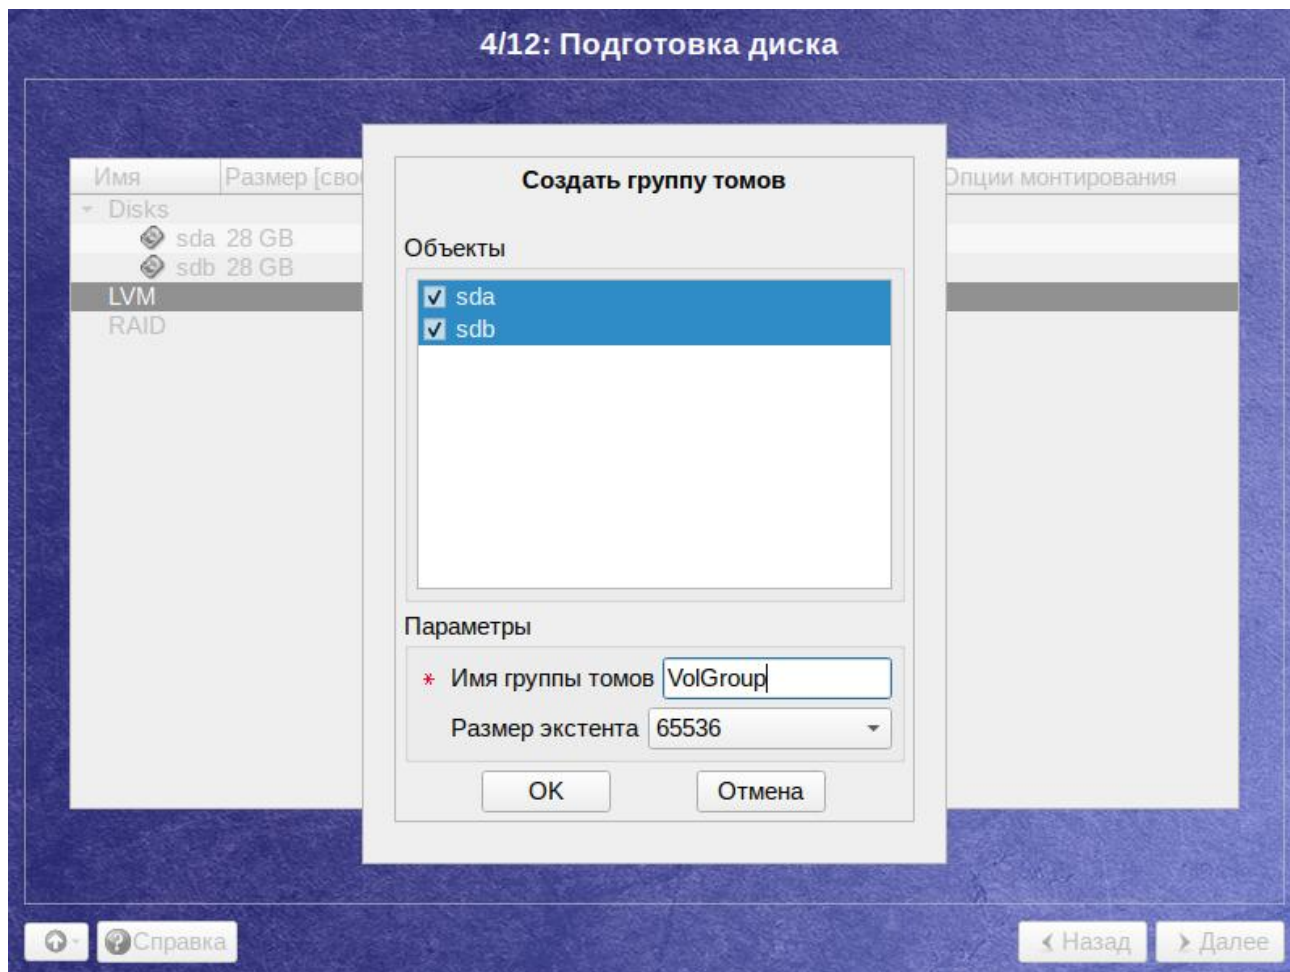 4/12: Подготовка диска
Имя Размер [своб Опции монтирования
Disks
sda 28 GB
sdb 28 GB
LVM
RAID
Создать группу томов
Объекты
sda
sdb
Параметры
* Имя группы томов VolGroup
Размер экстента 65536
OK Отмена
Справка Назад Далее